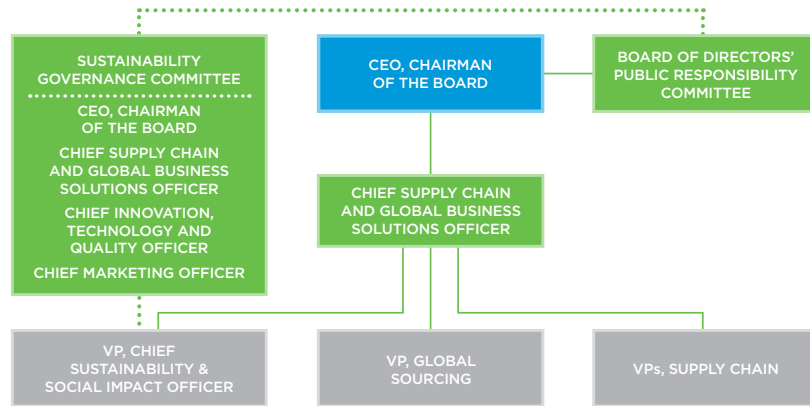 SUSTAINABILITY
GOVERNANCE COMMITTEE
CEO, CHAIRMAN
OF THE BOARD
CHIEF SUPPLY CHAIN
AND GLOBAL BUSINESS
SOLUTIONS OFFICER
CHIEF INNOVATION,
TECHNOLOGY AND
QUALITY OFFICER
CHIEF MARKETING OFFICER
CEO, CHAIRMAN
OF THE BOARD
BOARD OF DIRECTORS’
PUBLIC RESPONSIBILITY
COMMITTEE
CHIEF SUPPLY CHAIN
AND GLOBAL BUSINESS
SOLUTIONS OFFICER
VP, CHIEF
SUSTAINABILITY &
SOCIAL IMPACT OFFICER
VP, GLOBAL
SOURCING
VPs, SUPPLY CHAIN